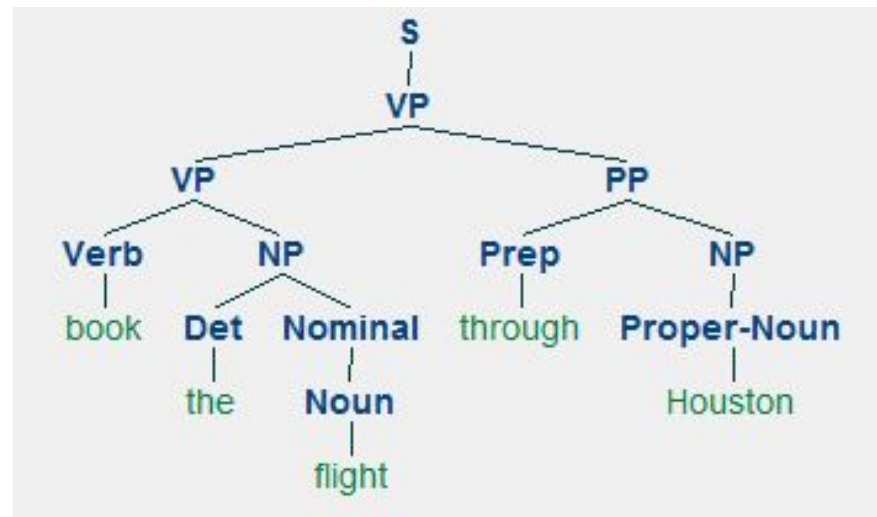 S
VP
VP PP
Verb NP Prep NP
book Det Nominal through Proper-Noun
the Noun Houston
flight